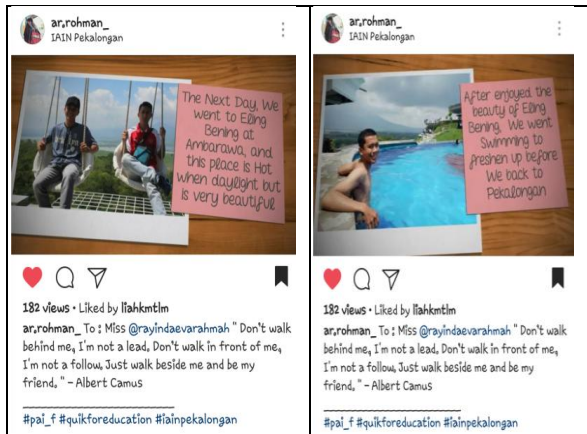 ar.rohman_
IAIN Pekalongan
The Next Day, We
went to Eling
Bening at
Ambarawa, and
this place is Hot
when daylight but
is very beautiful
182 views • Liked by liahkmtlm
ar.rohman_ To : Miss @rayindaevarahmah " Don't walk
behind me, I'm not a lead, Don't walk in front of me,
I'm not a follow, Just walk beside me and be my
friend, " – Albert Camus
#pai_f #quikforeducation #iainpekalongan
ar.rohman_
IAIN Pekalongan
After enjoyed the
beauty of Eling
Bening, We went
Swimming to
freshen up before
We back to
Pekalongan
182 views • Liked by liahkmtlm
ar.rohman_ To : Miss @rayindaevarahmah " Don't walk
behind me, I'm not a lead, Don't walk in front of me,
I'm not a follow, Just walk beside me and be my
friend, " – Albert Camus
#pai_f #quikforeducation #iainpekalongan